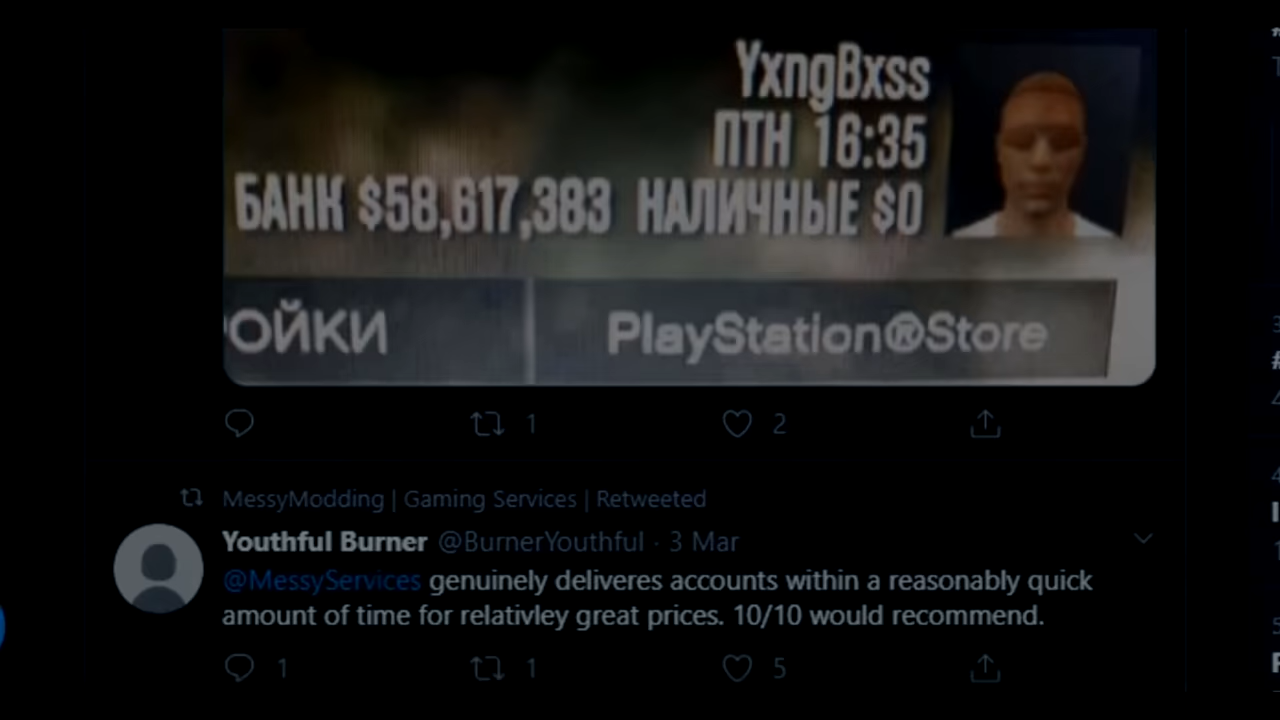 YxngBxss
ПТН 16:35
БАНК $58,617,383 НАЛИЧНЫЕ $0
ОЙКИ
PlayStation®Store
1
2
MessyModding | Gaming Services | Retweeted
Youthful Burner @BurnerYouthful · 3 Mar
@MessyServices genuinely deliveres accounts within a reasonably quick
amount of time for relativley great prices. 10/10 would recommend.
1
1
5